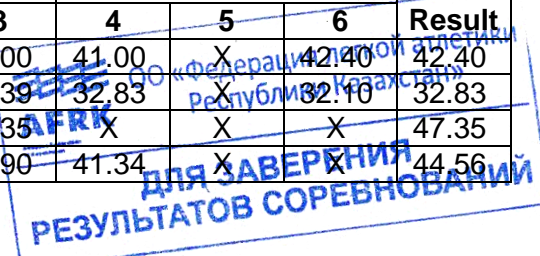 3 4 5 6 Result
00 41.00 X 42.40 42.40
39 32.83 X 32.10 32.83
35 X X X 47.35
90 41.34 X X 44.56
ОО «Федерация легкой атлетики
Республики Казахстан»
AFRK
ДЛЯ ЗАВЕРЕНИЯ
РЕЗУЛЬТАТОВ СОРЕВНОВАНИЙ